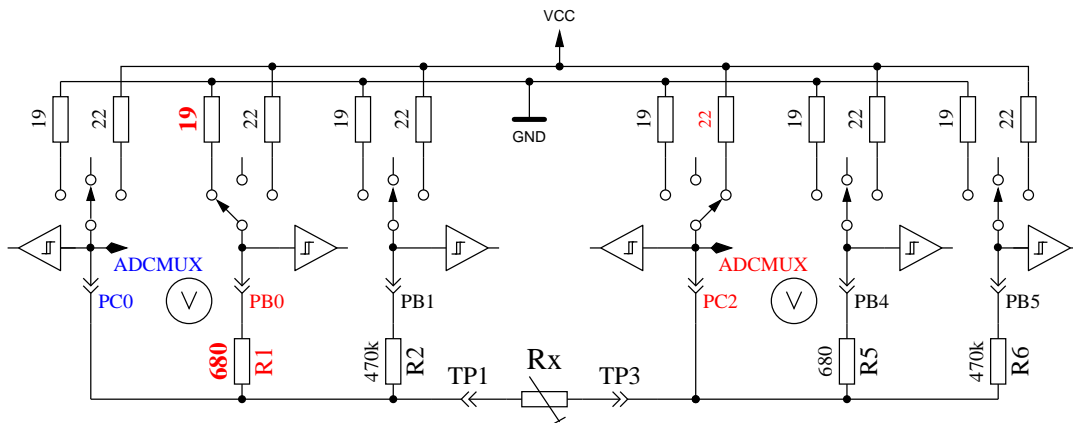 VCC
19
22
19
22
19
22
GND
19
22
19
22
19
22
ADCMUX
ADCMUX
PC0
V
PB0
PB1
PC2
V
PB4
PB5
680
R1
470k
R2
TP1
Rx
TP3
680
R5
470k
R6